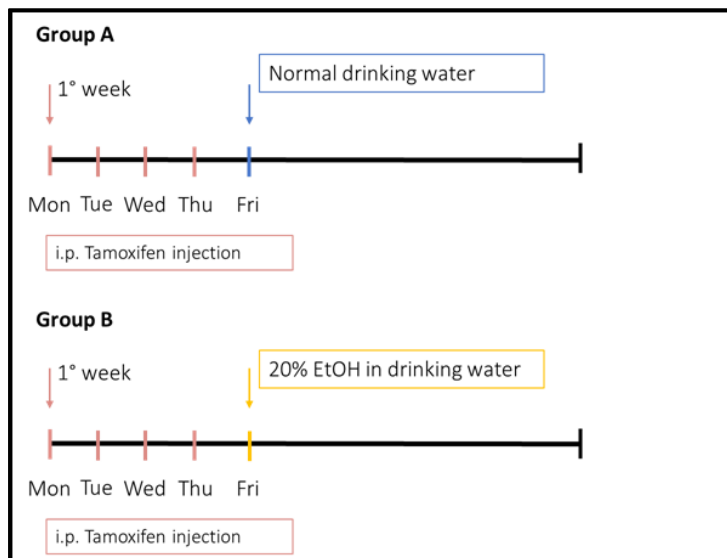 Group A
1° week
Normal drinking water
Mon Tue Wed Thu Fri
i.p. Tamoxifen injection
Group B
1° week
20% EtOH in drinking water
Mon Tue Wed Thu Fri
i.p. Tamoxifen injection